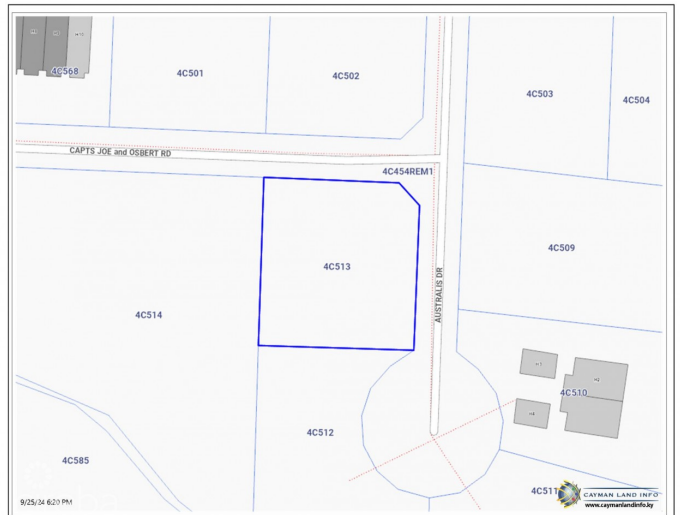 4C568
4C501
4C502
4C503
4C504
CAPTS JOE and OSBERT RD
4C454REM1
4C513
4C509
AUSTRALIS DR
4C514
4C510
4C512
4C585
4C511
9/25/24 6:20 PM
CAYMAN LAND INFO
www.caymanlandinfo.ky